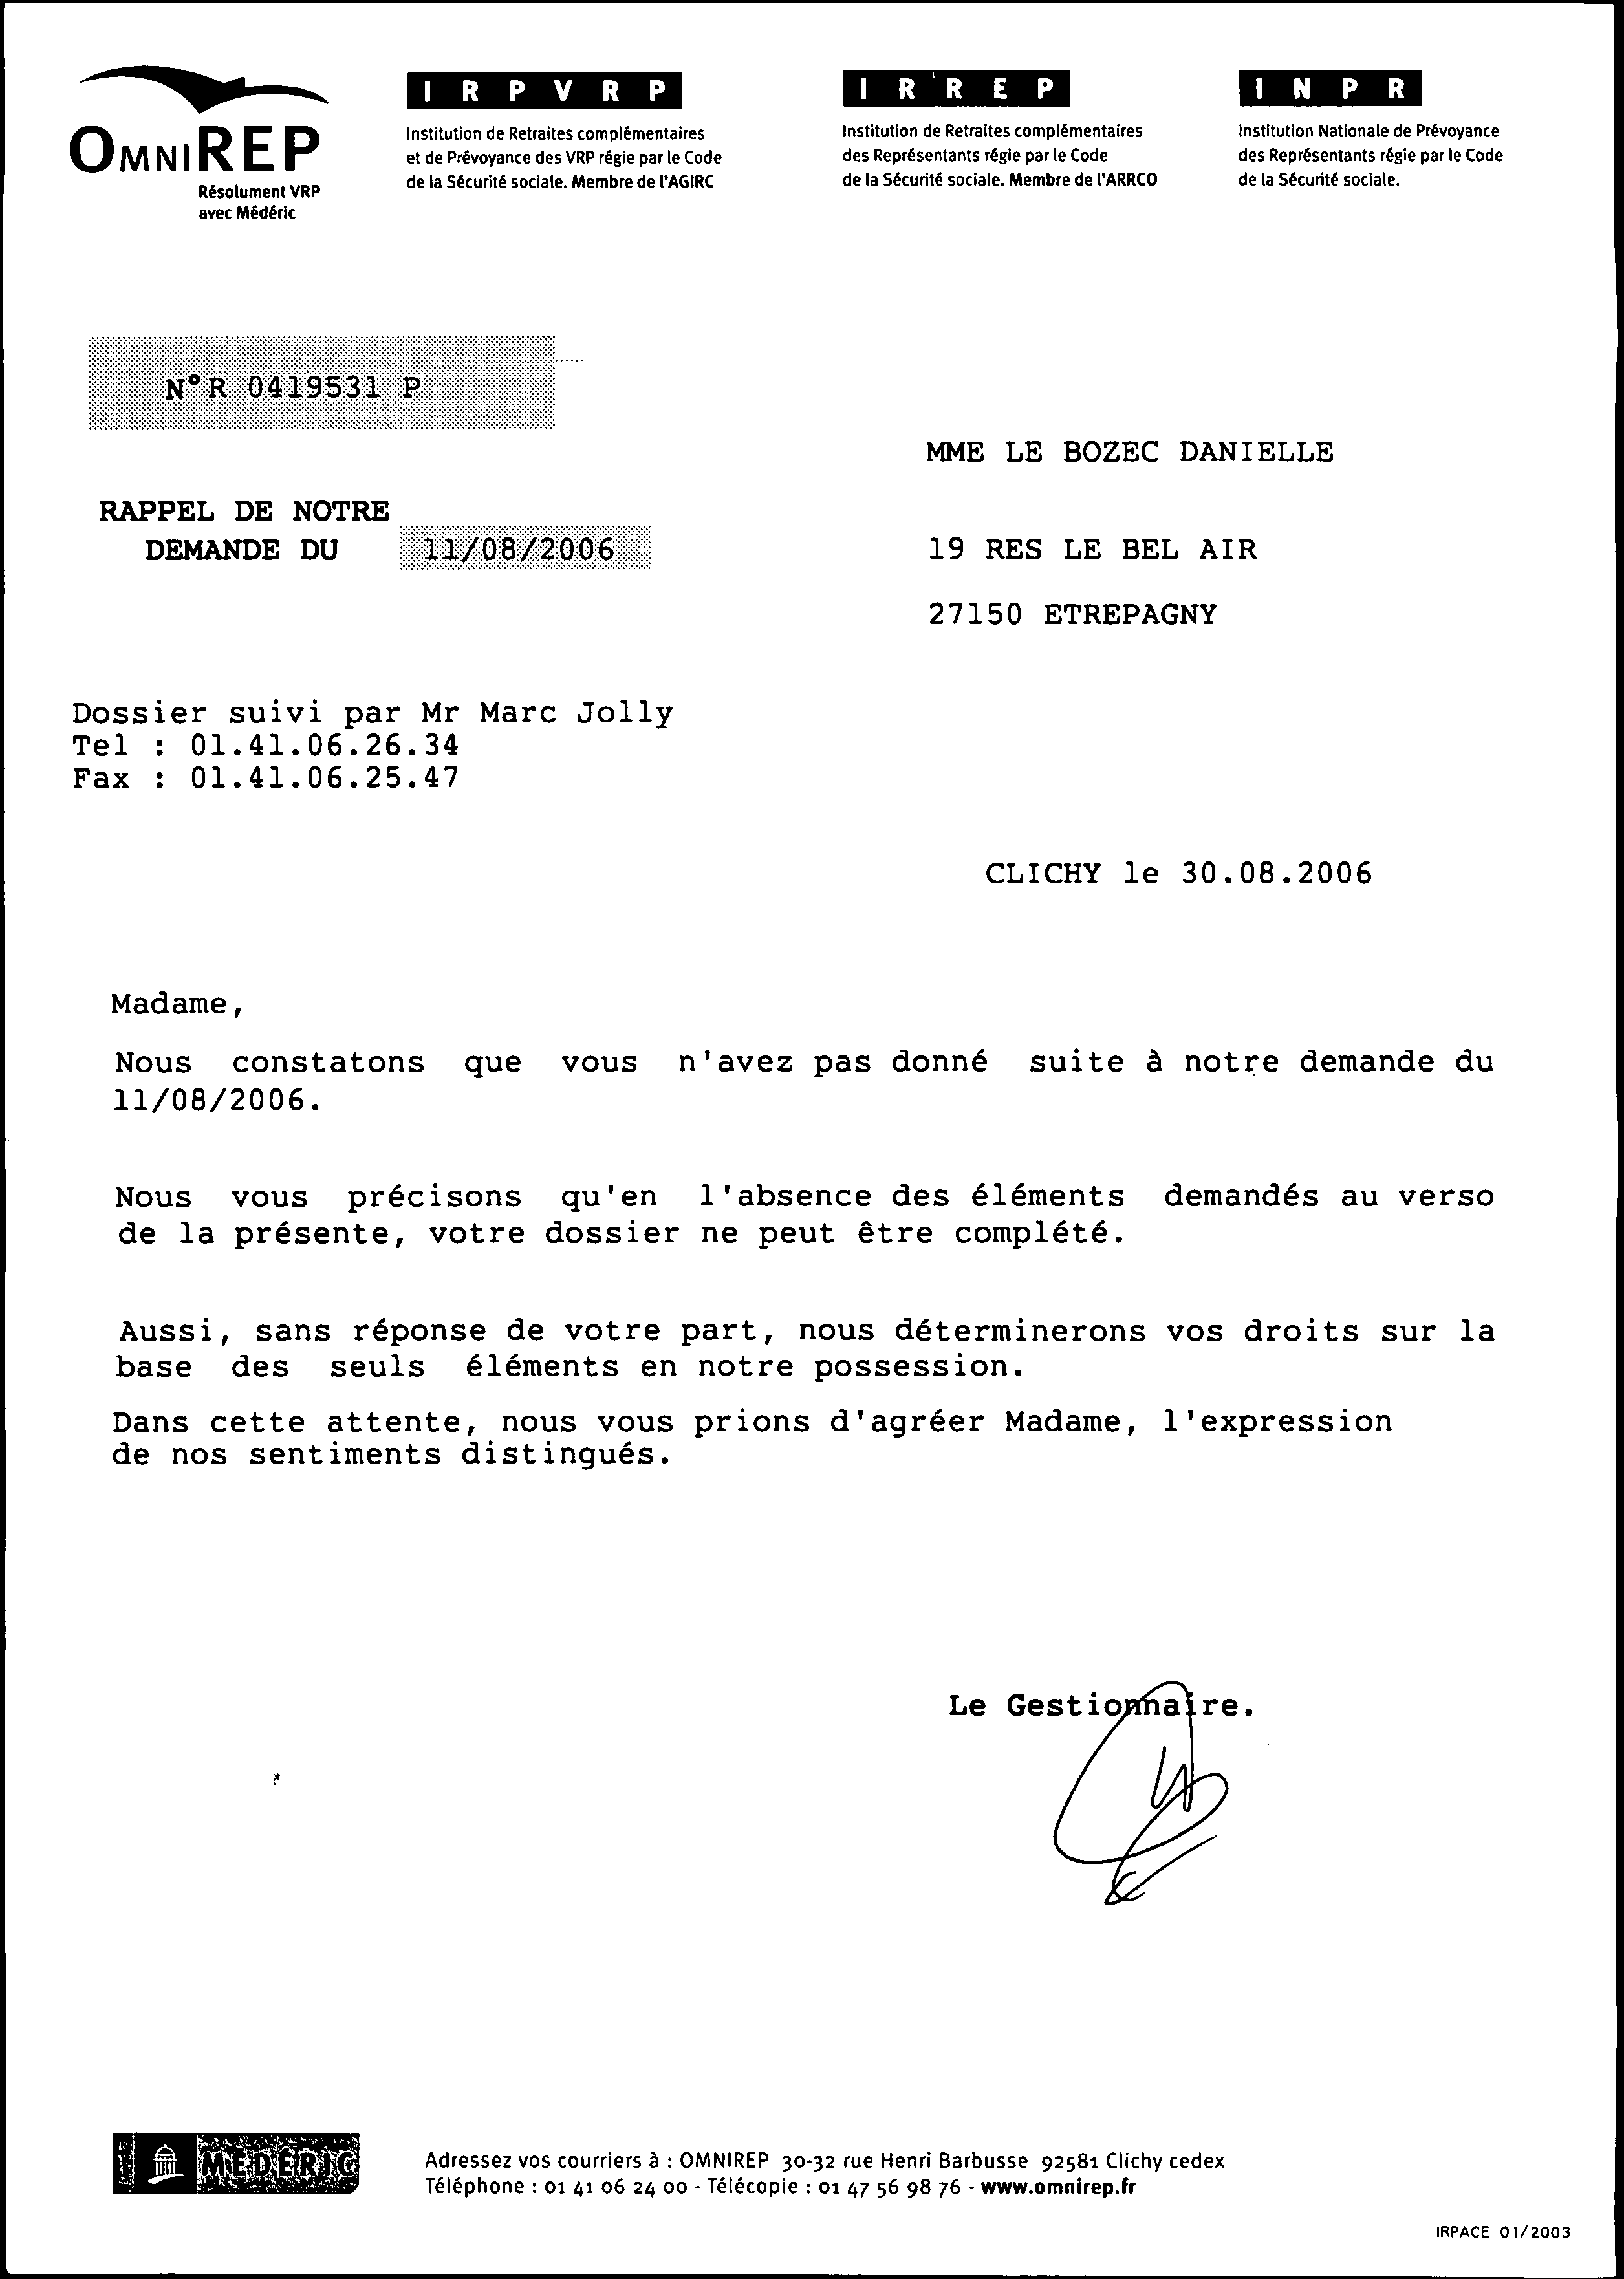 OMNIREP
Résolument VRP
avec Médéric
IRPVRP
Institution de Retraites complémentaires
et de Prévoyance des VRP régie par le Code
de la Sécurité sociale. Membre de l'AGIRC
IRREP
Institution de Retraites complémentaires
des Représentants régie par le Code
de la Sécurité sociale. Membre de l'ARRCO
INPR
Institution Nationale de Prévoyance
des Représentants régie par le Code
de la Sécurité sociale.
N°R 0419531 P
MME LE BOZEC DANIELLE
RAPPEL DE NOTRE
DEMANDE DU 11/08/2006
19 RES LE BEL AIR
27150 ETREPAGNY
Dossier suivi par Mr Marc Jolly
Tel : 01.41.06.26.34
Fax : 01.41.06.25.47
CLICHY le 30.08.2006
Madame,
Nous constatons que vous n'avez pas donné suite à notre demande du
11/08/2006.
Nous vous précisons qu'en l'absence des éléments demandés au verso
de la présente, votre dossier ne peut être complété.
Aussi, sans réponse de votre part, nous déterminerons vos droits sur la
base des seuls éléments en notre possession.
Dans cette attente, nous vous prions d'agréer Madame, l'expression
de nos sentiments distingués.
Le Gestionnaire.
MÉDÉRIC
Adressez vos courriers à : OMNIREP 30-32 rue Henri Barbusse 92581 Clichy cedex
Téléphone : 01 41 06 24 00 - Télécopie : 01 47 56 98 76 - www.omnirep.fr
IRPACE 01/2003